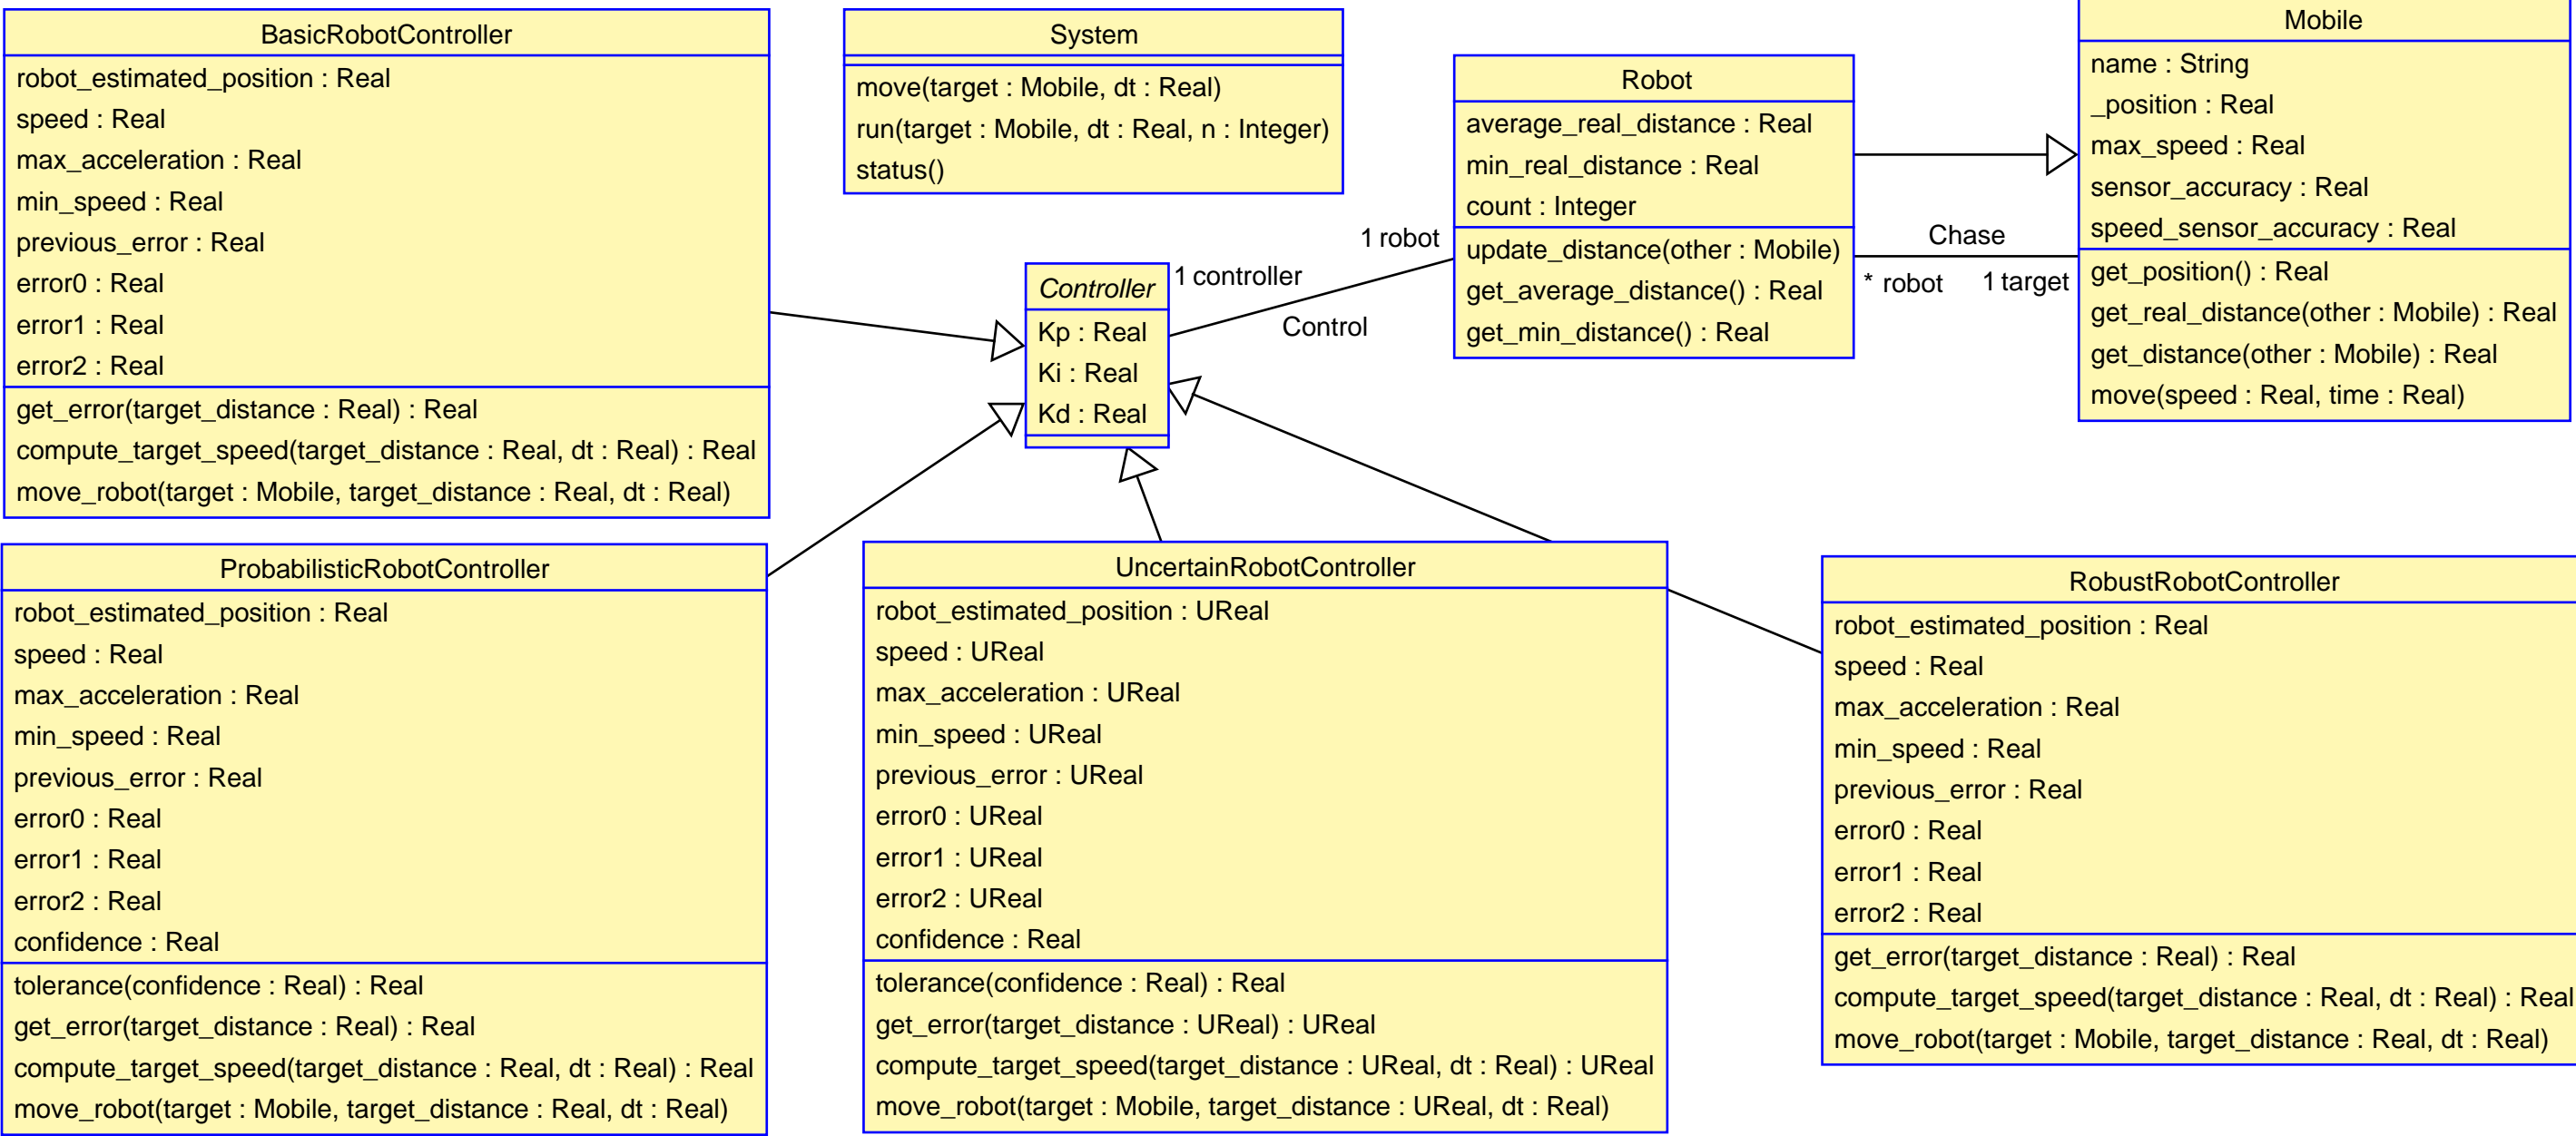 BasicRobotController
robot_estimated_position : Real
speed : Real
max_acceleration : Real
min_speed : Real
previous_error : Real
error0 : Real
error1 : Real
error2 : Real
get_error(target_distance : Real) : Real
compute_target_speed(target_distance : Real, dt : Real) : Real
move_robot(target : Mobile, target_distance : Real, dt : Real)
System
move(target : Mobile, dt : Real)
run(target : Mobile, dt : Real, n : Integer)
status()
Robot
average_real_distance : Real
min_real_distance : Real
count : Integer
update_distance(other : Mobile)
get_average_distance() : Real
get_min_distance() : Real
Mobile
name : String
_position : Real
max_speed : Real
sensor_accuracy : Real
speed_sensor_accuracy : Real
get_position() : Real
get_real_distance(other : Mobile) : Real
get_distance(other : Mobile) : Real
move(speed : Real, time : Real)
Chase
* robot
1 target
1 robot
1 controller
Control
Controller
Kp : Real
Ki : Real
Kd : Real
ProbabilisticRobotController
robot_estimated_position : Real
speed : Real
max_acceleration : Real
min_speed : Real
previous_error : Real
error0 : Real
error1 : Real
error2 : Real
confidence : Real
tolerance(confidence : Real) : Real
get_error(target_distance : Real) : Real
compute_target_speed(target_distance : Real, dt : Real) : Real
move_robot(target : Mobile, target_distance : Real, dt : Real)
UncertainRobotController
robot_estimated_position : UReal
speed : UReal
max_acceleration : UReal
min_speed : UReal
previous_error : UReal
error0 : UReal
error1 : UReal
error2 : UReal
confidence : Real
tolerance(confidence : Real) : Real
get_error(target_distance : UReal) : UReal
compute_target_speed(target_distance : UReal, dt : Real) : UReal
move_robot(target : Mobile, target_distance : UReal, dt : Real)
RobustRobotController
robot_estimated_position : Real
speed : Real
max_acceleration : Real
min_speed : Real
previous_error : Real
error0 : Real
error1 : Real
error2 : Real
get_error(target_distance : Real) : Real
compute_target_speed(target_distance : Real, dt : Real) : Real
move_robot(target : Mobile, target_distance : Real, dt : Real)